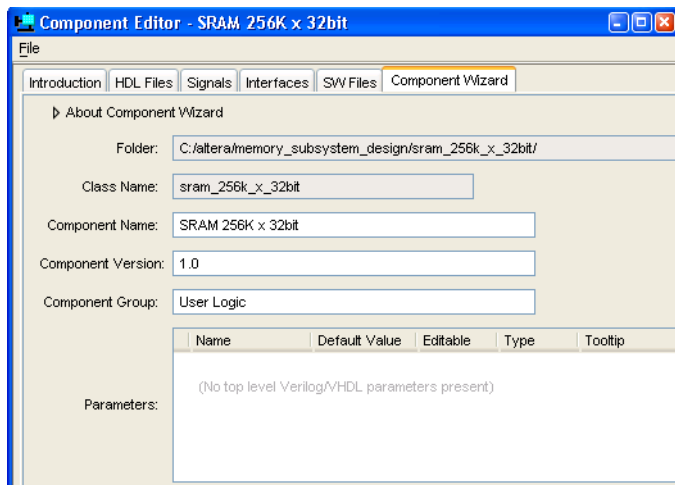 Component Editor - SRAM 256K x 32bit
File
Introduction HDL Files Signals Interfaces SW Files Component Wizard
About Component Wizard
Folder: C:/altera/memory_subsystem_design/sram_256k_x_32bit/
Class Name: sram_256k_x_32bit
Component Name: SRAM 256K x 32bit
Component Version: 1.0
Component Group: User Logic
Name Default Value Editable Type Tooltip
(No top level Verilog/VHDL parameters present)
Parameters: